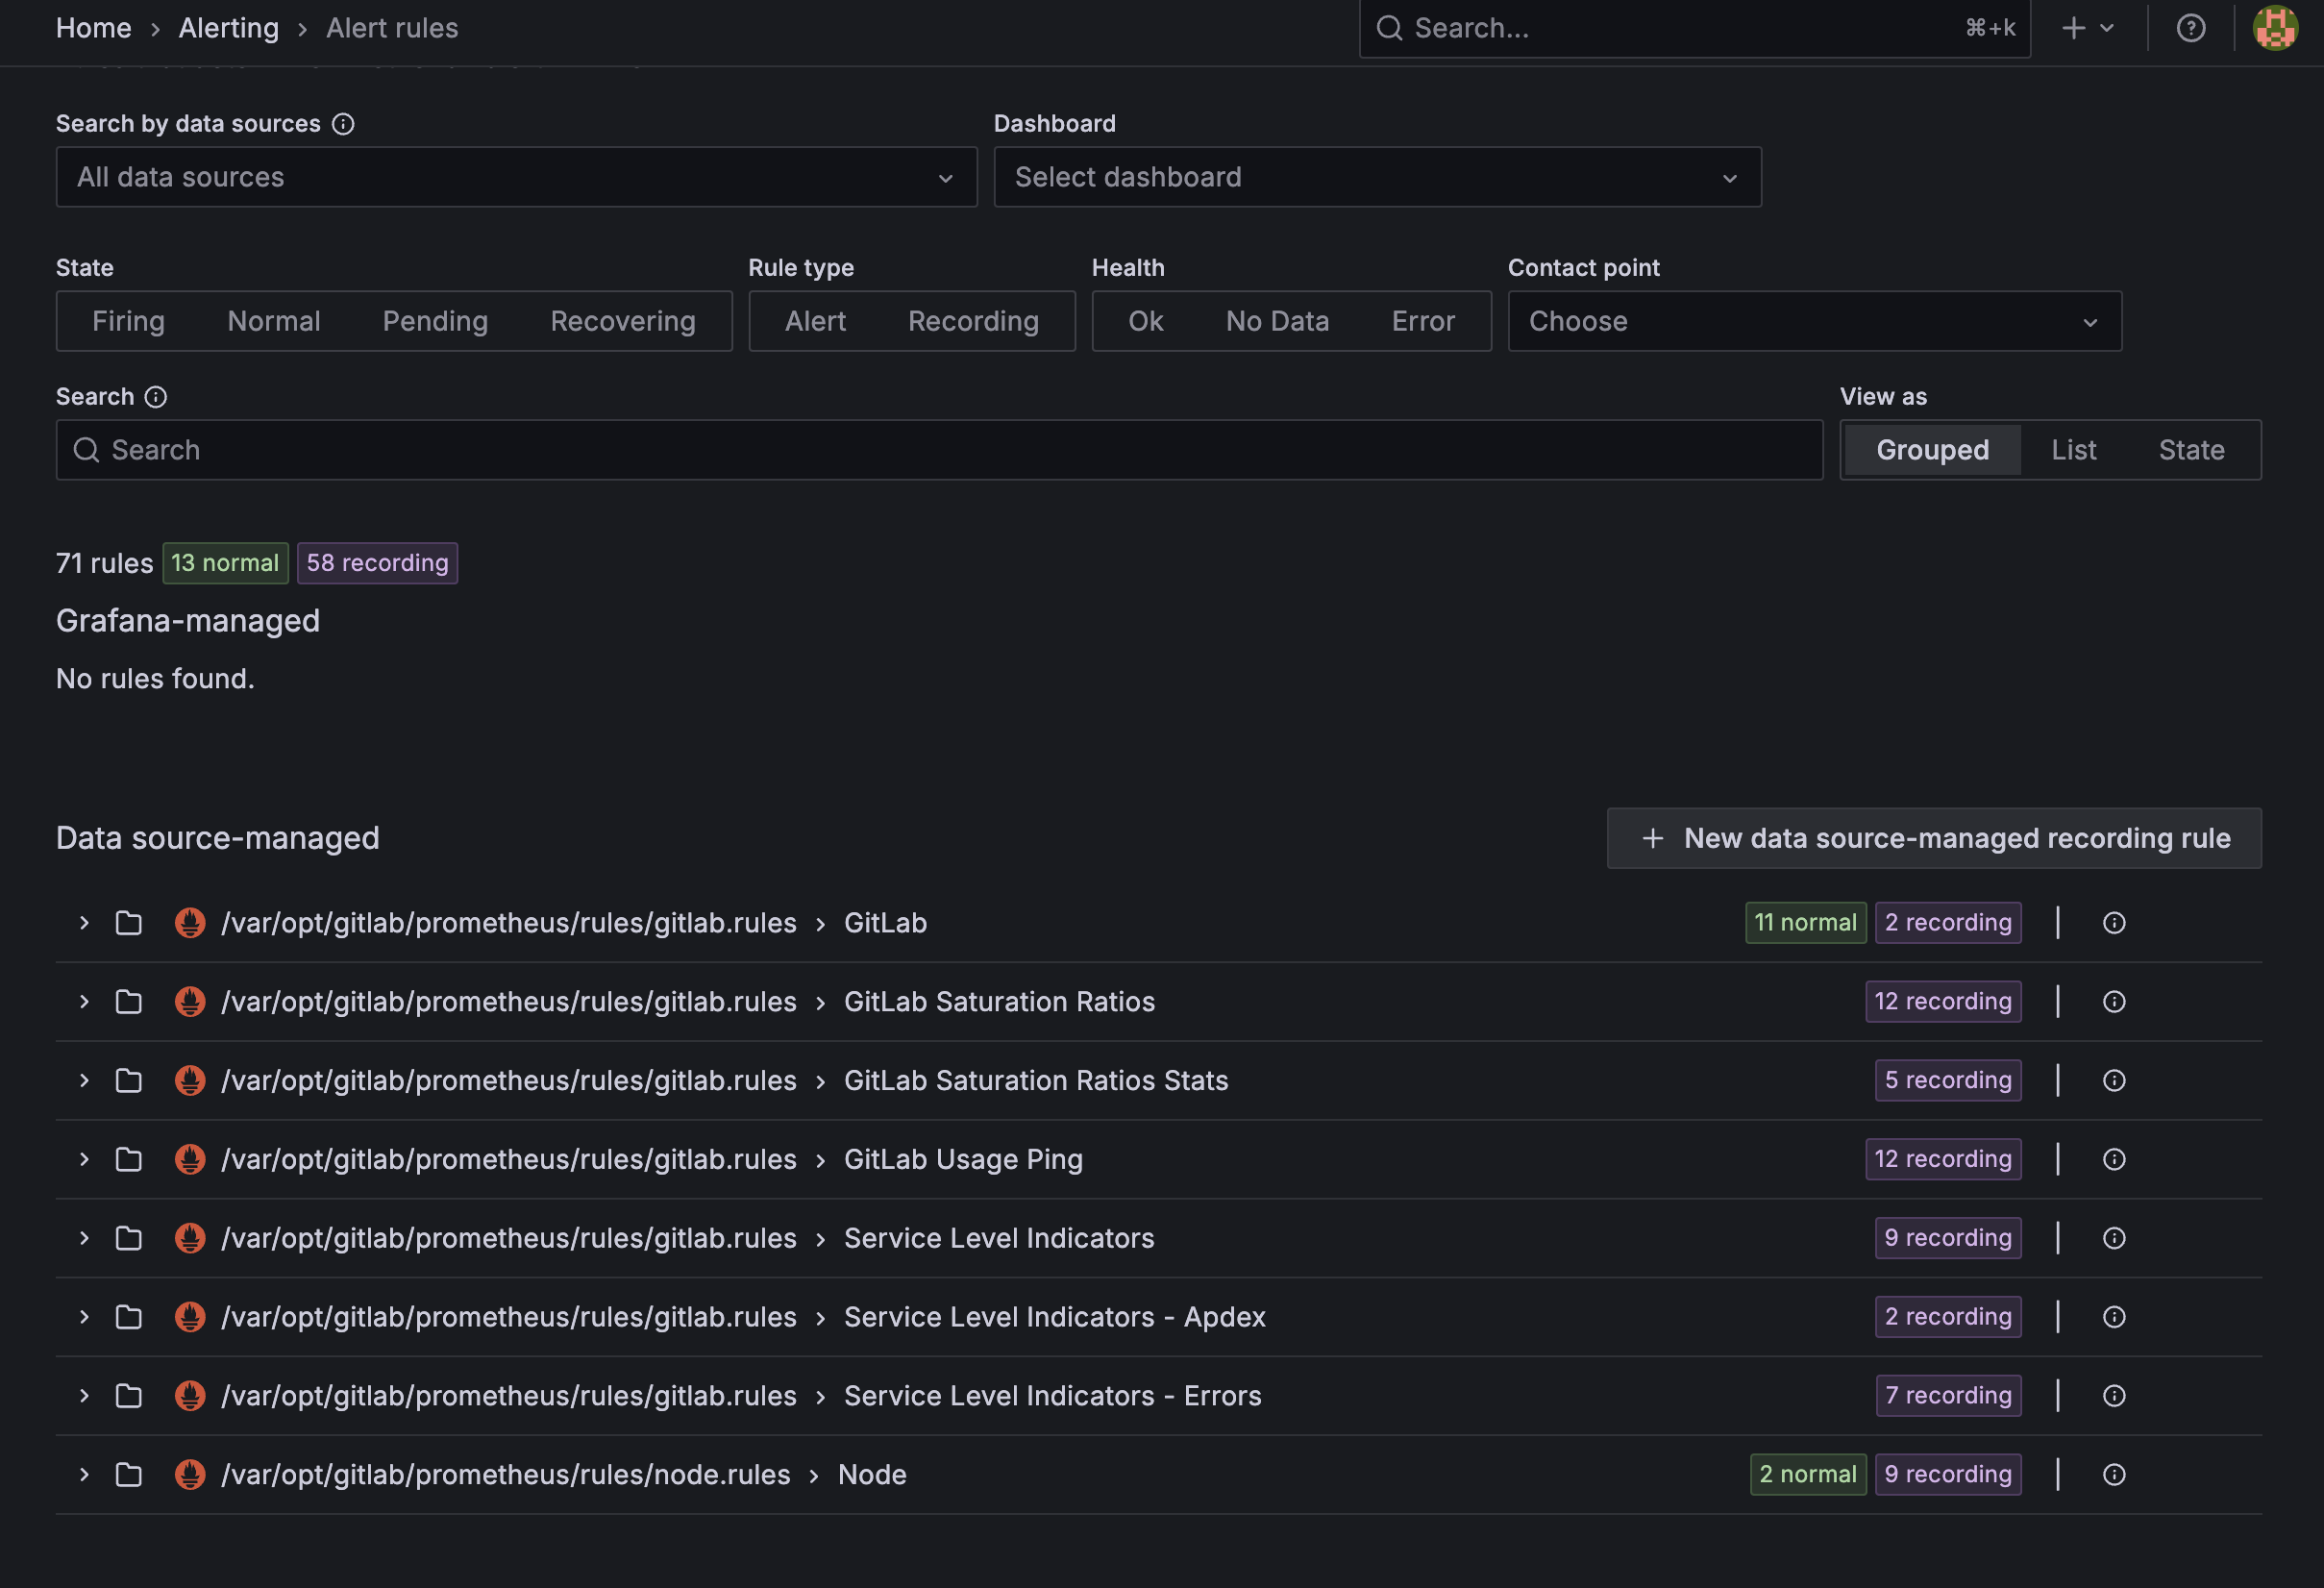 Home › Alerting › Alert rules
Search... ⌘+k
Search by data sources Dashboard
All data sources Select dashboard
State Rule type Health Contact point
Firing Normal Pending Recovering Alert Recording Ok No Data Error Choose
Search View as
Search Grouped List State
71 rules 13 normal 58 recording
Grafana-managed
No rules found.
Data source-managed + New data source-managed recording rule
/var/opt/gitlab/prometheus/rules/gitlab.rules › GitLab 11 normal 2 recording
/var/opt/gitlab/prometheus/rules/gitlab.rules › GitLab Saturation Ratios 12 recording
/var/opt/gitlab/prometheus/rules/gitlab.rules › GitLab Saturation Ratios Stats 5 recording
/var/opt/gitlab/prometheus/rules/gitlab.rules › GitLab Usage Ping 12 recording
/var/opt/gitlab/prometheus/rules/gitlab.rules › Service Level Indicators 9 recording
/var/opt/gitlab/prometheus/rules/gitlab.rules › Service Level Indicators - Apdex 2 recording
/var/opt/gitlab/prometheus/rules/gitlab.rules › Service Level Indicators - Errors 7 recording
/var/opt/gitlab/prometheus/rules/node.rules › Node 2 normal 9 recording